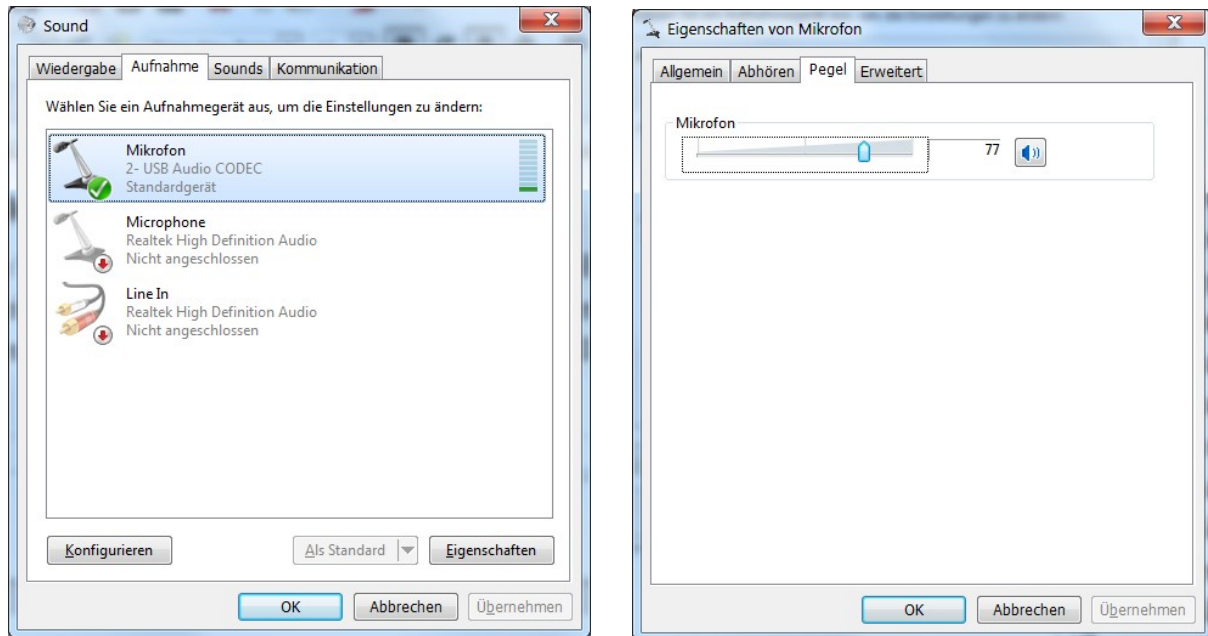 Sound
Wiedergabe Aufnahme Sounds Kommunikation
Wählen Sie ein Aufnahmegerät aus, um die Einstellungen zu ändern:
Mikrofon
2- USB Audio CODEC
Standardgerät
Microphone
Realtek High Definition Audio
Nicht angeschlossen
Line In
Realtek High Definition Audio
Nicht angeschlossen
Konfigurieren Als Standard Eigenschaften
OK Abbrechen Übernehmen
Eigenschaften von Mikrofon
Allgemein Abhören Pegel Erweitert
Mikrofon
77
OK Abbrechen Übernehmen